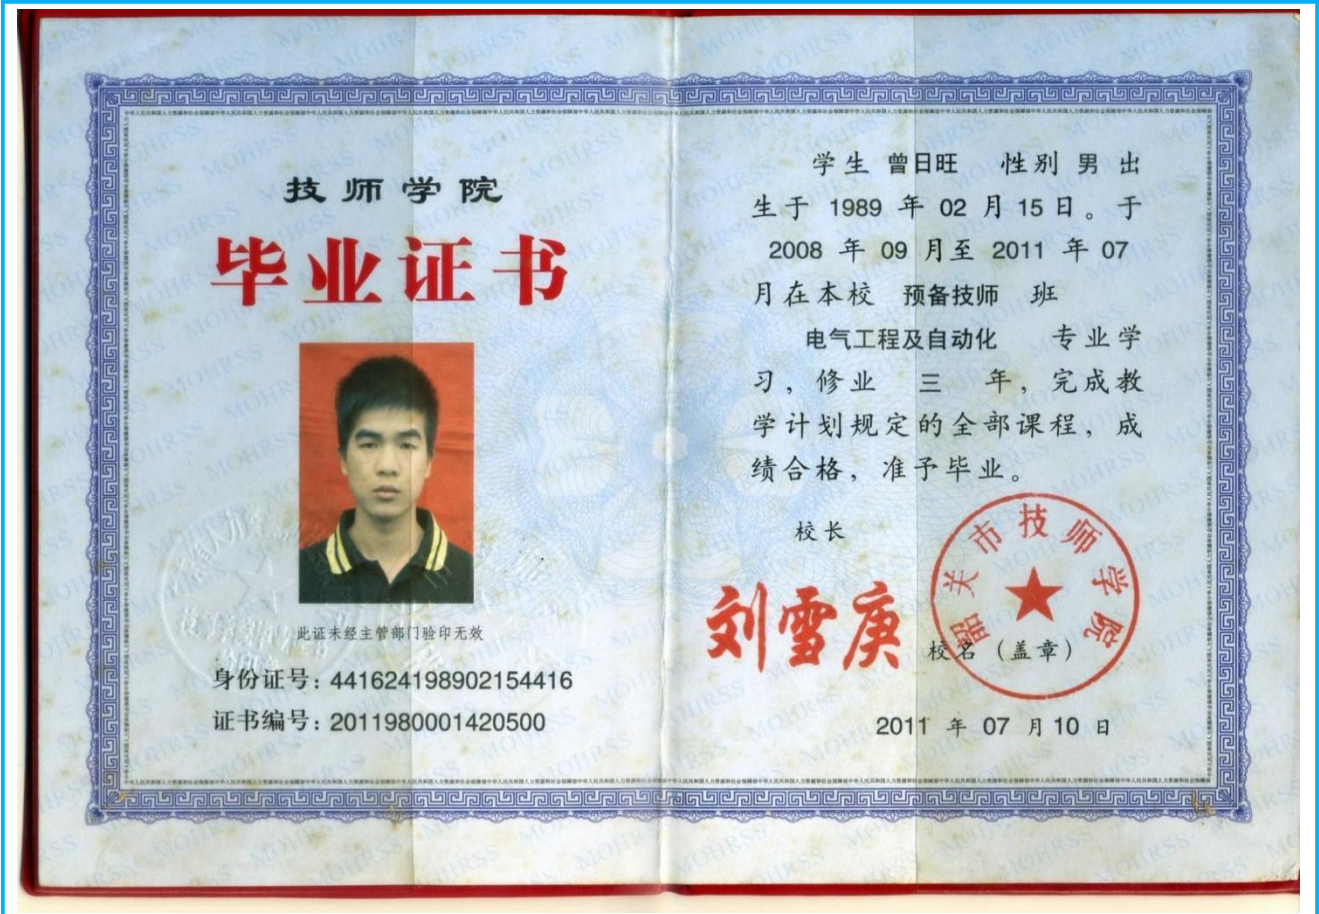 技师学院
毕业证书
此证未经主管部门验印无效
身份证号：441624198902154416
证书编号：2011980001420500
学生 曾日旺 性别 男 出
生于 1989 年 02 月 15 日。于
2008 年 09 月至 2011 年 07
月在本校 预备技师 班
电气工程及自动化 专业学
习，修业 三 年，完成教
学计划规定的全部课程，成
绩合格，准予毕业。
校长
刘雪庚
韶关市技师学院
校名（盖章）
2011 年 07 月 10 日
MOHRSS